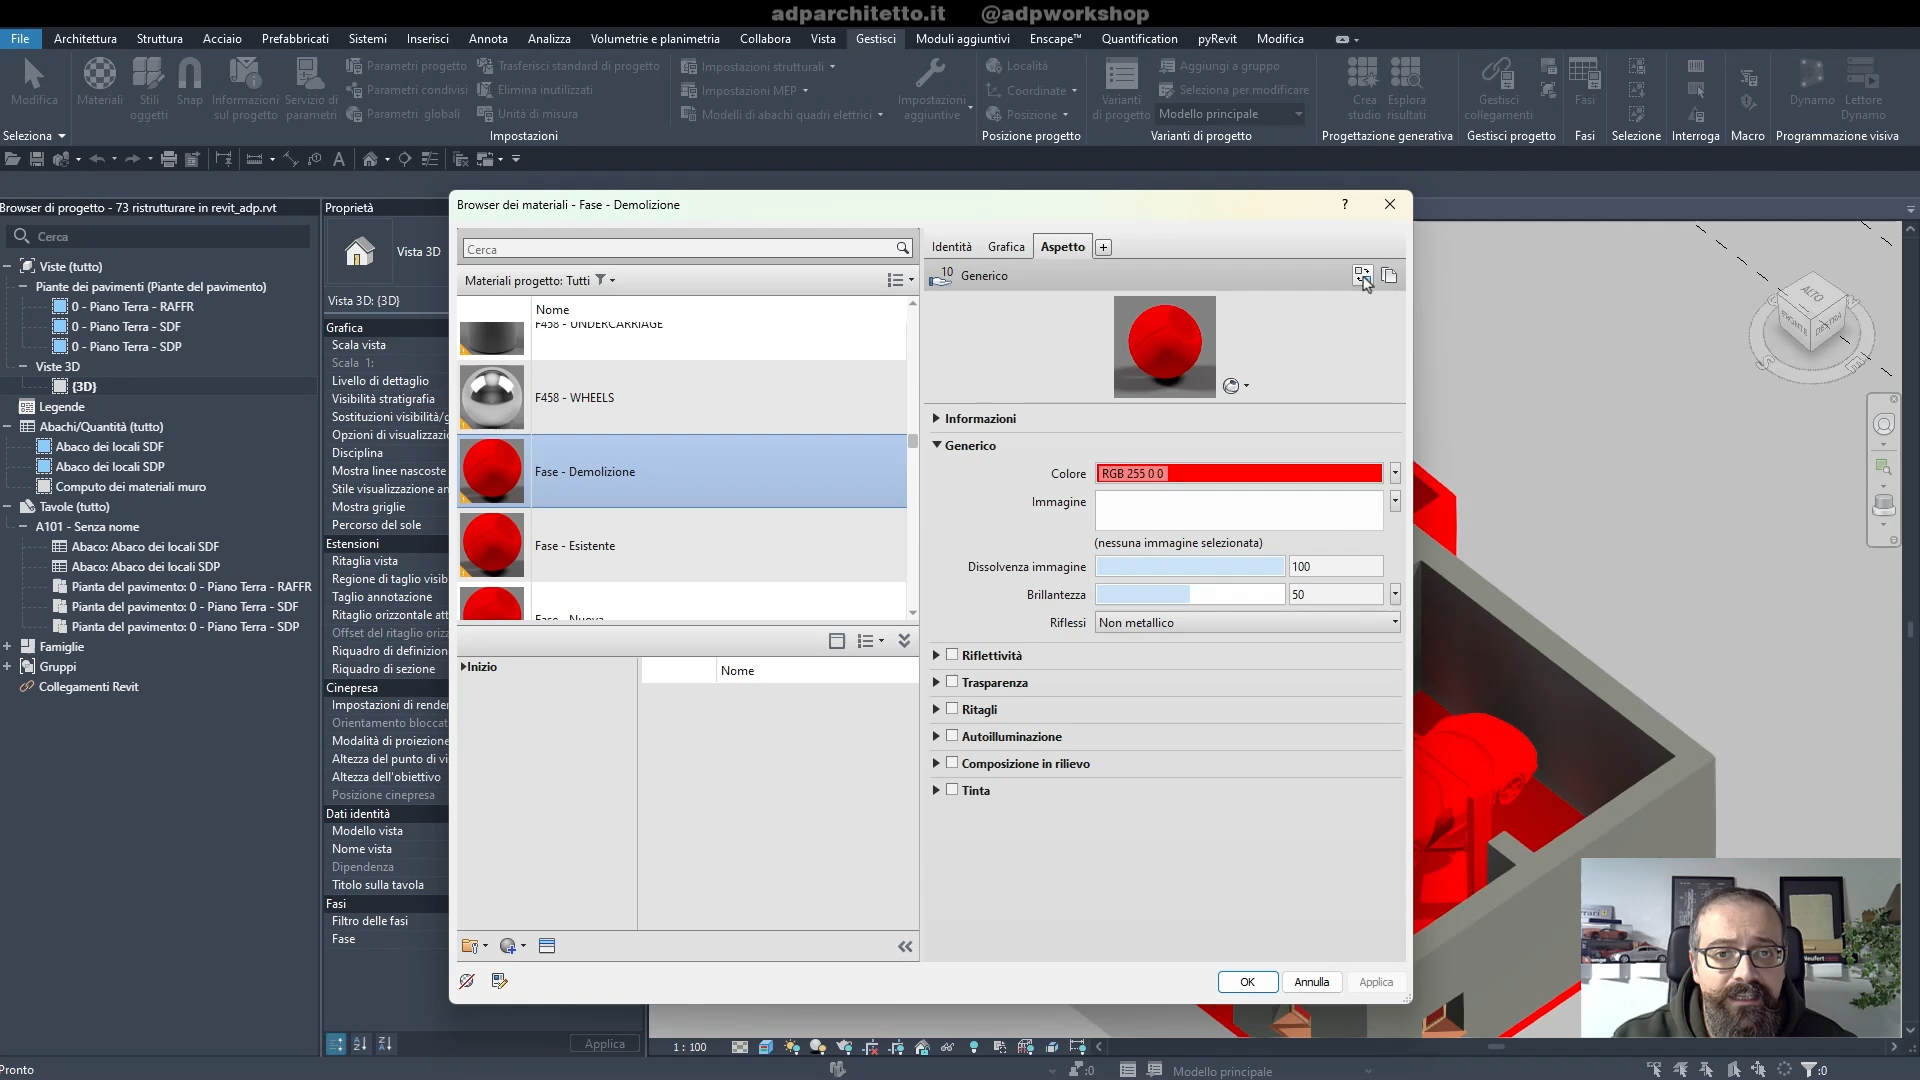 adparchitetto.it @adpworkshop
File Architettura Struttura Acciaio Prefabbricati Sistemi Inserisci Annota Analizza Volumetrie e planimetria Collabora Vista Gestisci Moduli aggiuntivi Enscape™ Quantification pyRevit Modifica
Modifica
Materiali
Stili oggetti
Snap
Informazioni sul progetto
Servizio di parametri
Parametri progetto
Parametri condivisi
Parametri globali
Trasferisci standard di progetto
Elimina inutilizzati
Unità di misura
Impostazioni strutturali
Impostazioni MEP
Modelli di abachi quadri elettrici
Impostazioni aggiuntive
Località
Coordinate
Posizione
Varianti di progetto
Aggiungi a gruppo
Seleziona per modificare
Modello principale
Crea studio
Esplora risultati
Gestisci collegamenti
Fasi
Dynamo
Lettore Dynamo
Seleziona Impostazioni Posizione progetto Varianti di progetto Progettazione generativa Gestisci progetto Fasi Selezione Interroga Macro Programmazione visiva
Browser di progetto - 73 ristrutturare in revit_adp.rvt
Cerca
Viste (tutto)
Piante dei pavimenti (Piante del pavimento)
0 - Piano Terra - RAFFR
0 - Piano Terra - SDF
0 - Piano Terra - SDP
Viste 3D
{3D}
Legende
Abachi/Quantità (tutto)
Abaco dei locali SDF
Abaco dei locali SDP
Computo dei materiali muro
Tavole (tutto)
A101 - Senza nome
Abaco: Abaco dei locali SDF
Abaco: Abaco dei locali SDP
Pianta del pavimento: 0 - Piano Terra - RAFFR
Pianta del pavimento: 0 - Piano Terra - SDF
Pianta del pavimento: 0 - Piano Terra - SDP
Famiglie
Gruppi
Collegamenti Revit
Proprietà
Vista 3D
Vista 3D: {3D}
Grafica
Scala vista
Scala 1:
Livello di dettaglio
Visibilità stratigrafia
Sostituzioni visibilità/g
Opzioni di visualizzazio
Disciplina
Mostra linee nascoste
Stile visualizzazione an
Mostra griglie
Percorso del sole
Estensioni
Ritaglia vista
Regione di taglio visib
Taglio annotazione
Ritaglio orizzontale att
Offset del ritaglio orizz
Riquadro di definizion
Riquadro di sezione
Cinepresa
Impostazioni di render
Orientamento bloccat
Modalità di proiezione
Altezza del punto di vi
Altezza dell'obiettivo
Posizione cinepresa
Dati identità
Modello vista
Nome vista
Dipendenza
Titolo sulla tavola
Fasi
Filtro delle fasi
Fase
Applica
Browser dei materiali - Fase - Demolizione
?
Cerca
Materiali progetto: Tutti
Nome
F458 - UNDERCARRIAGE
F458 - WHEELS
Fase - Demolizione
Fase - Esistente
Fase - Nuova
Inizio
Nome
Identità Grafica Aspetto +
10 Generico
Informazioni
Generico
Colore RGB 255 0 0
Immagine
(nessuna immagine selezionata)
Dissolvenza immagine 100
Brillantezza 50
Riflessi Non metallico
Riflettività
Trasparenza
Ritagli
Autoilluminazione
Composizione in rilievo
Tinta
OK Annulla Applica
ALTO
FRONTE DESTRA
1 : 100
Pronto :0 Modello principale :0